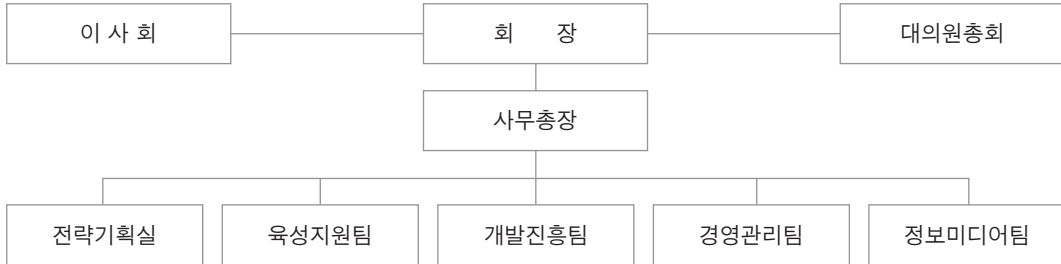 이 사 회
회 장
대의원총회
사무총장
전략기획실
육성지원팀
개발진흥팀
경영관리팀
정보미디어팀